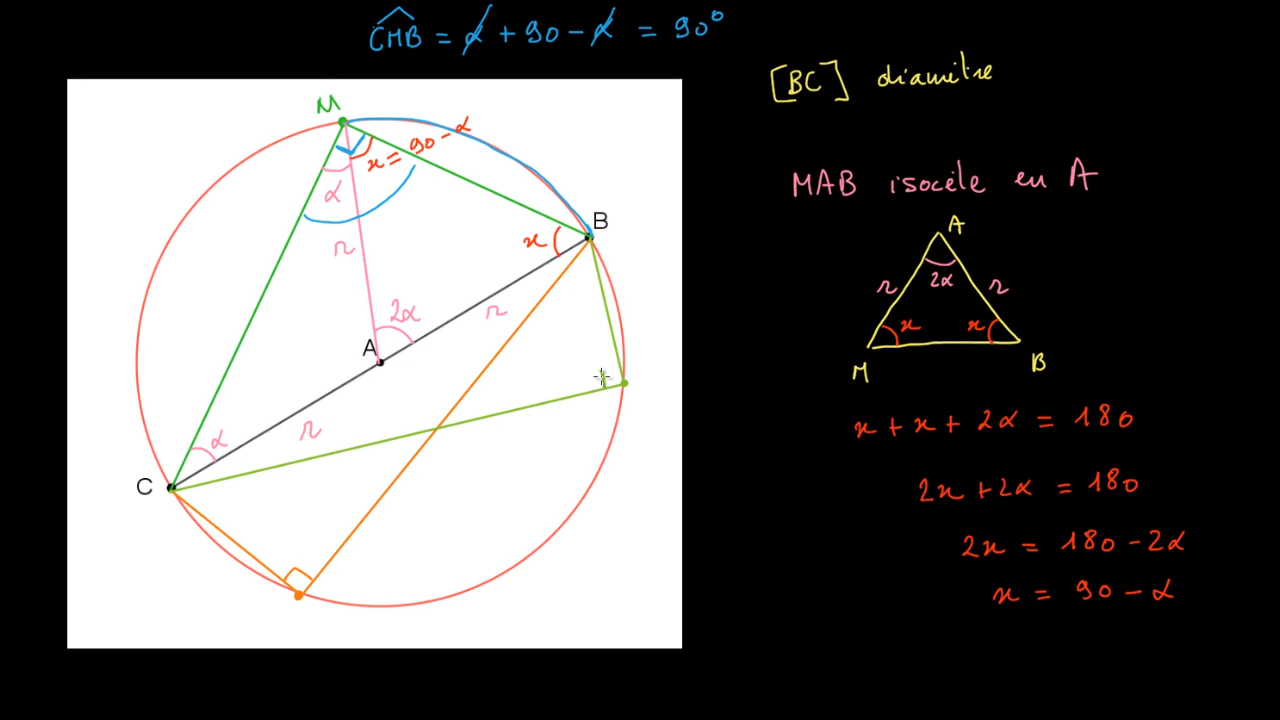 CMB = α + 90 - α = 90°
[BC] diamètre
M
x = 90 - α
α
MAB isocèle en A
B
x
r
A
2α
r
2α
r
A
r
x
x
M
B
α
r
C
x + x + 2α = 180
2x + 2α = 180
2x = 180 - 2α
x = 90 - α